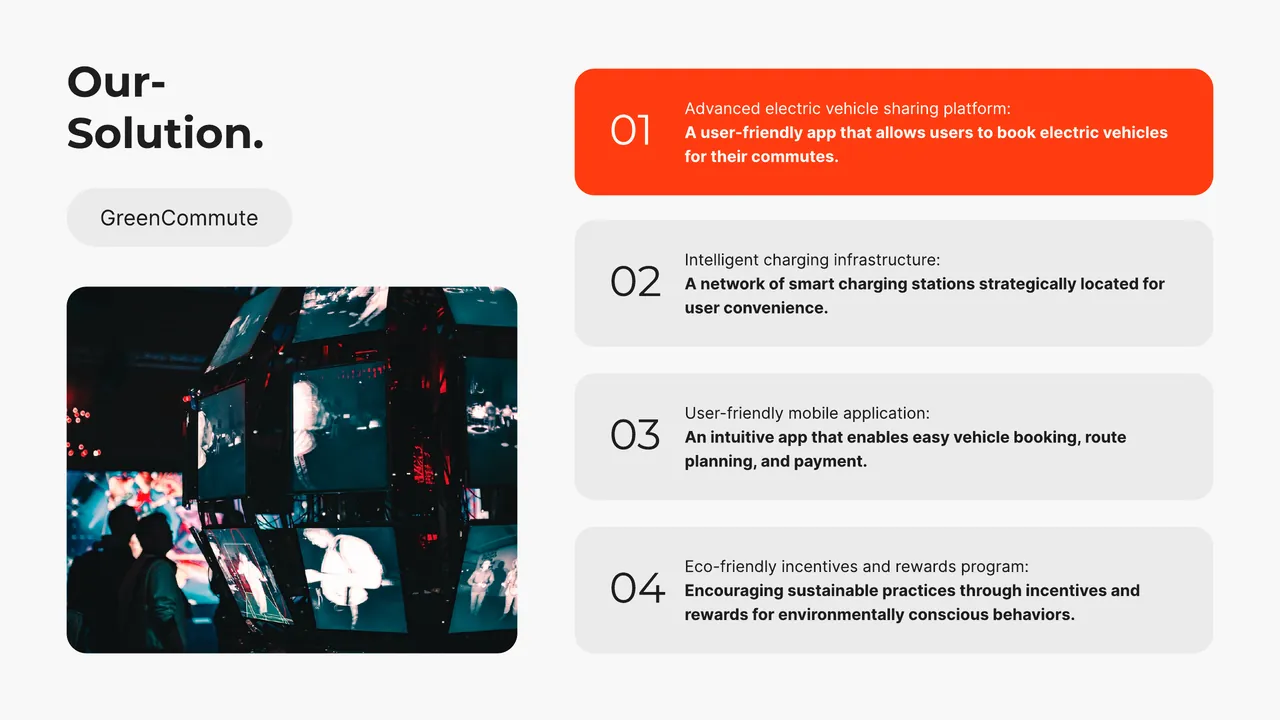 Our-
Solution.
GreenCommute
01
Advanced electric vehicle sharing platform:
A user-friendly app that allows users to book electric vehicles
for their commutes.
02
Intelligent charging infrastructure:
A network of smart charging stations strategically located for
user convenience.
03
User-friendly mobile application:
An intuitive app that enables easy vehicle booking, route
planning, and payment.
04
Eco-friendly incentives and rewards program:
Encouraging sustainable practices through incentives and
rewards for environmentally conscious behaviors.